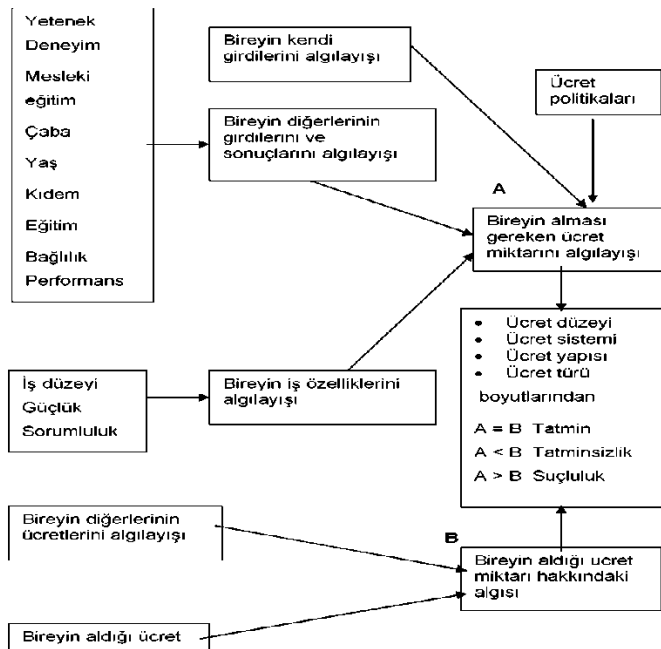 Yetenek
Deneyim
Mesleki
eğitim
Çaba
Yaş
Kıdem
Eğitim
Bağlılık
Performans
Bireyin kendi
girdilerini algılayışı
Bireyin diğerlerinin
girdilerini ve
sonuçlarını algılayışı
Ücret
politikaları
A
Bireyin alması
gereken ücret
miktarını algılayışı
• Ücret düzeyi
• Ücret sistemi
• Ücret yapısı
• Ücret türü
boyutlarından
A = B Tatmin
A < B Tatminsizlik
A > B Suçluluk
İş düzeyi
Güçlük
Sorumluluk
Bireyin iş özelliklerini
algılayışı
Bireyin diğerlerinin
ücretlerini algılayışı
B
Bireyin aldığı ücret
miktarı hakkındaki
algısı
Bireyin aldığı ücret